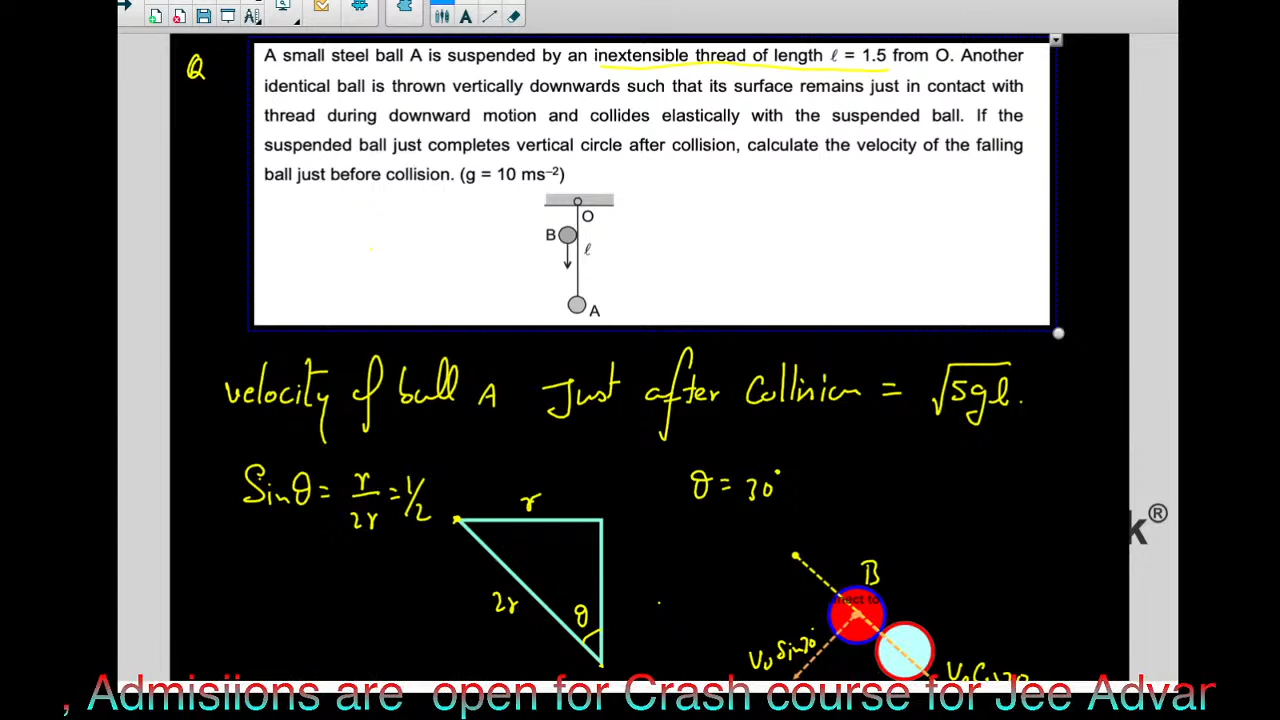 Q
A small steel ball A is suspended by an inextensible thread of length ℓ = 1.5 from O. Another
identical ball is thrown vertically downwards such that its surface remains just in contact with
thread during downward motion and collides elastically with the suspended ball. If the
suspended ball just completes vertical circle after collision, calculate the velocity of the falling
ball just before collision. (g = 10 ms⁻²)
O
B
ℓ
A
velocity of ball A Just after Collision = √5gl.
Sinθ = r/2r = 1/2
θ = 30°
r
2r
θ
B
V₀ Sin30°
k®
, Admisiions are open for Crash course for Jee Advar